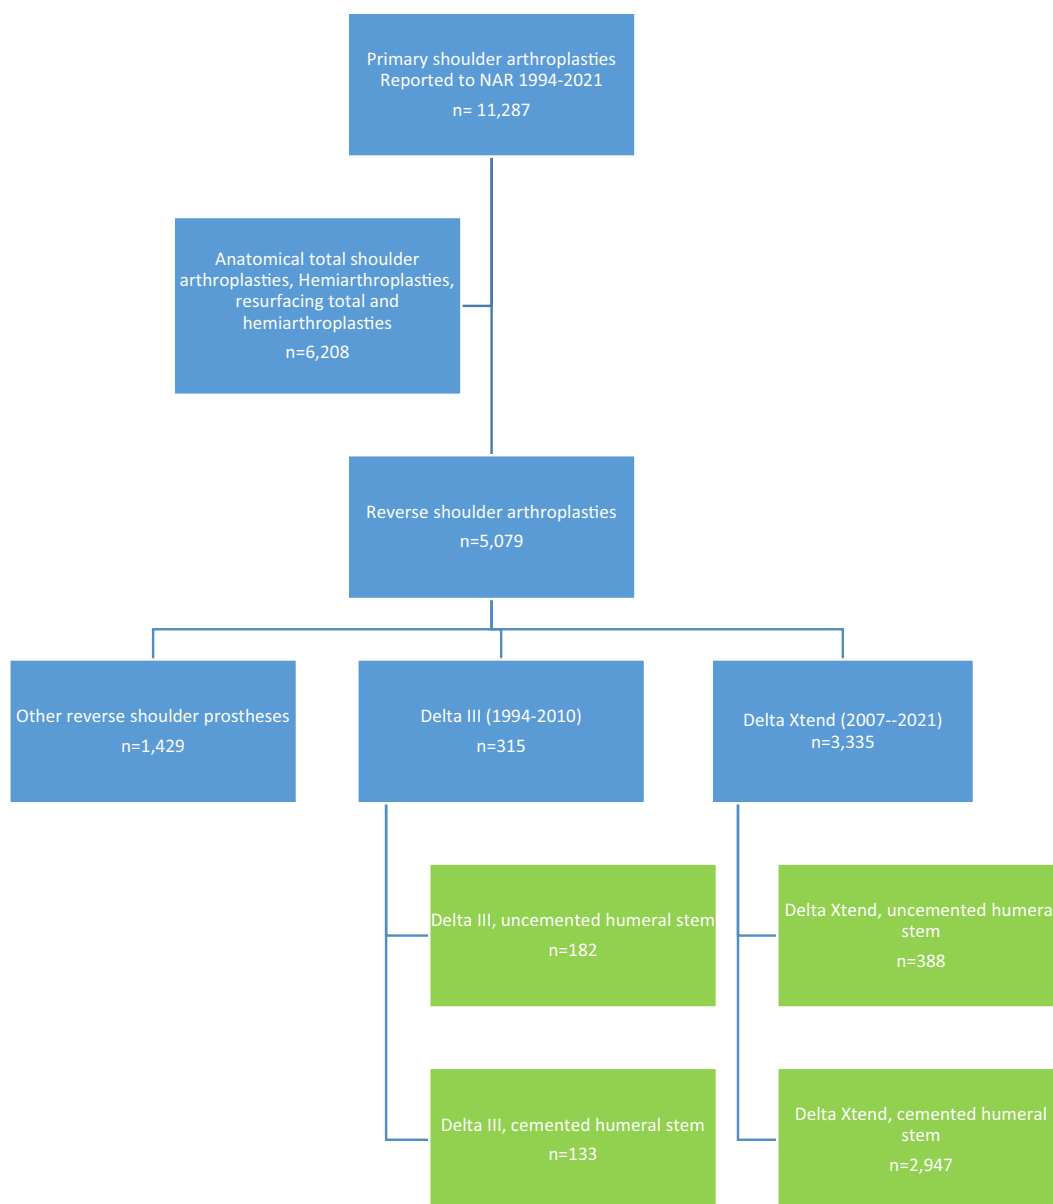 Primary shoulder arthroplasties
Reported to NAR 1994-2021
n= 11,287
Anatomical total shoulder
arthroplasties, Hemiarthroplasties,
resurfacing total and
hemiarthroplasties
n=6,208
Reverse shoulder arthroplasties
n=5,079
Other reverse shoulder prostheses
n=1,429
Delta III (1994-2010)
n=315
Delta Xtend (2007--2021)
n=3,335
Delta III, uncemented humeral stem
n=182
Delta Xtend, uncemented humeral
stem
n=388
Delta III, cemented humeral stem
n=133
Delta Xtend, cemented humeral
stem
n=2,947